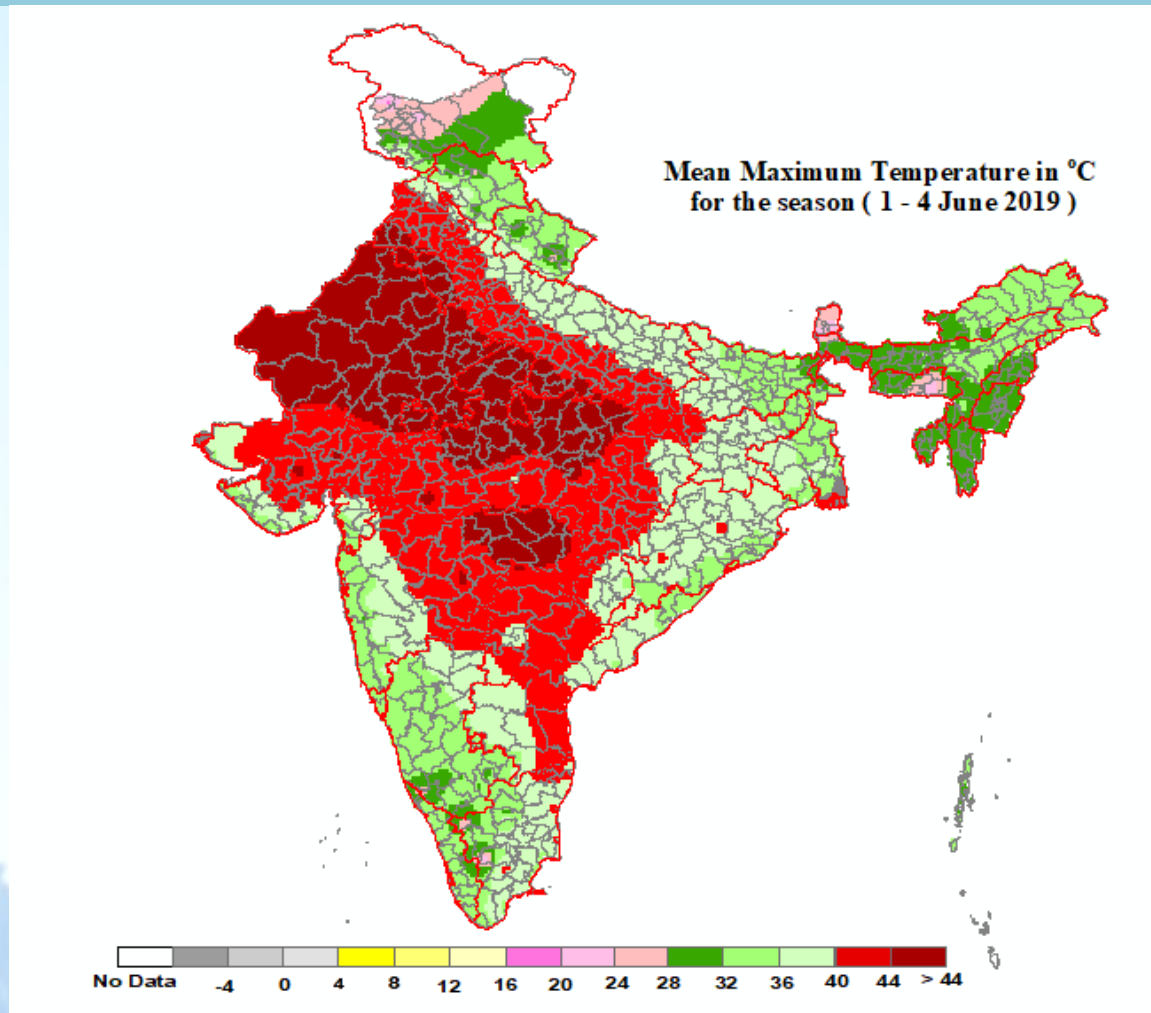 Mean Maximum Temperature in °C
for the season ( 1 - 4 June 2019 )
No Data -4 0 4 8 12 16 20 24 28 32 36 40 44 > 44